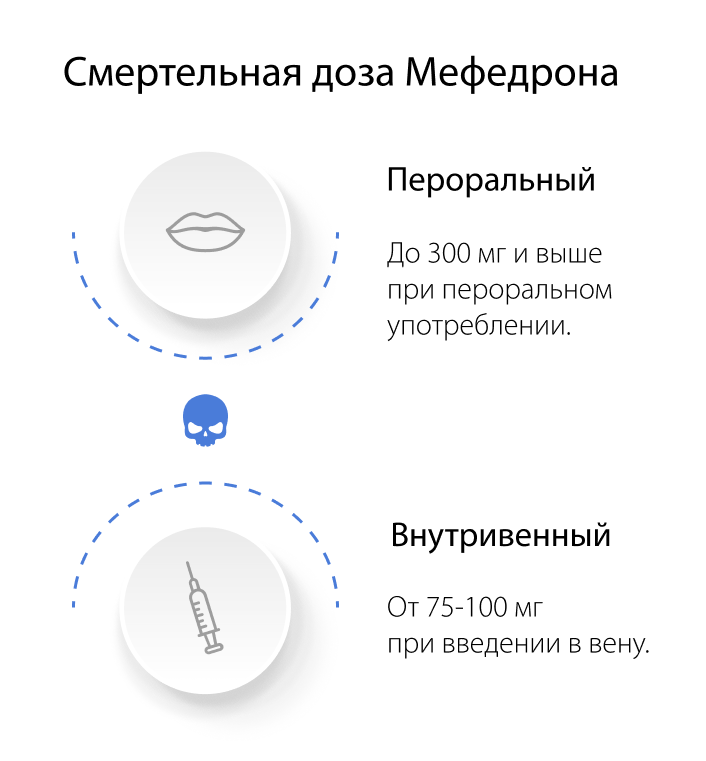 Смертельная доза Мефедрона
Пероральный
До 300 мг и выше
при пероральном
употреблении.
Внутривенный
От 75-100 мг
при введении в вену.